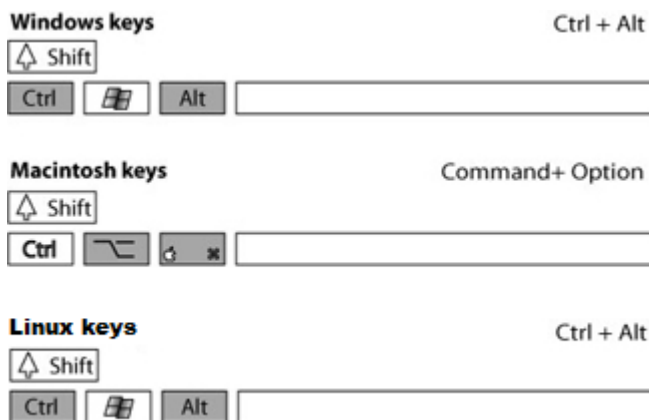 Windows keys Ctrl + Alt
Shift
Ctrl Alt
Macintosh keys Command+ Option
Shift
Ctrl
Linux keys Ctrl + Alt
Shift
Ctrl Alt